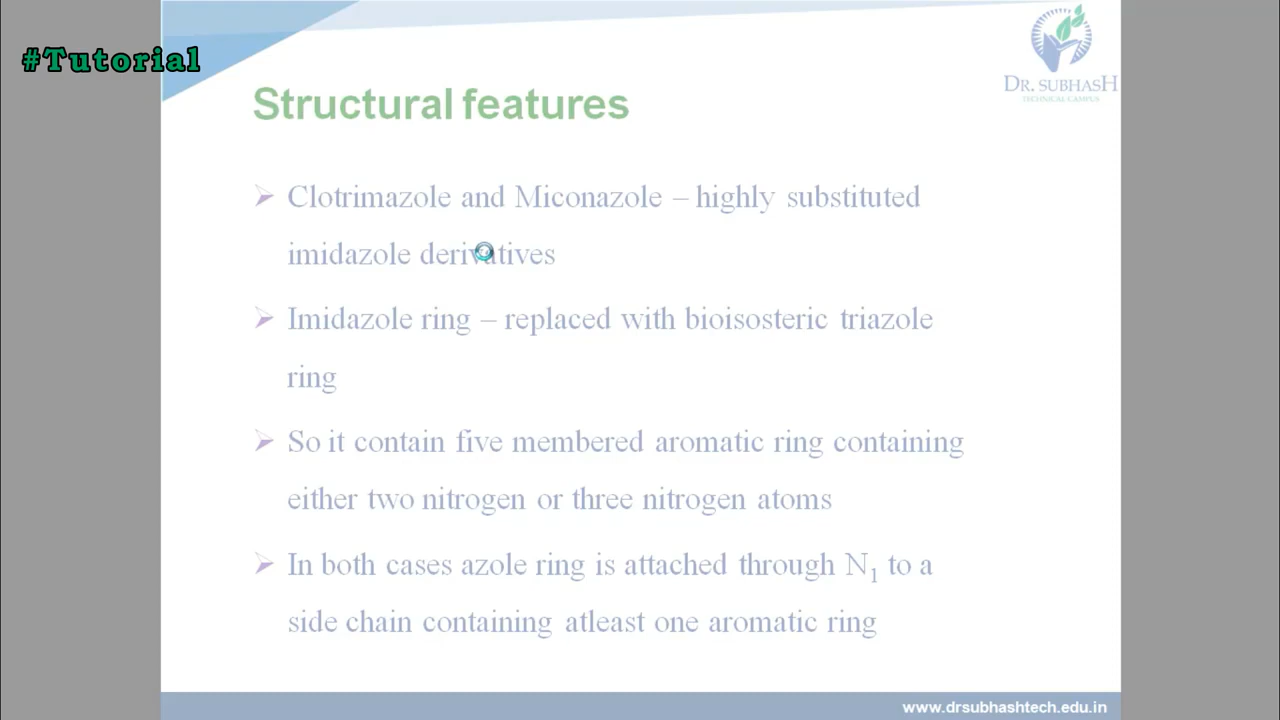 #Tutorial
DR. SUBHASH
TECHNICAL CAMPUS
Structural features
➢ Clotrimazole and Miconazole – highly substituted
imidazole derivatives
➢ Imidazole ring – replaced with bioisosteric triazole
ring
➢ So it contain five membered aromatic ring containing
either two nitrogen or three nitrogen atoms
➢ In both cases azole ring is attached through N₁ to a
side chain containing atleast one aromatic ring
www.drsubhashtech.edu.in